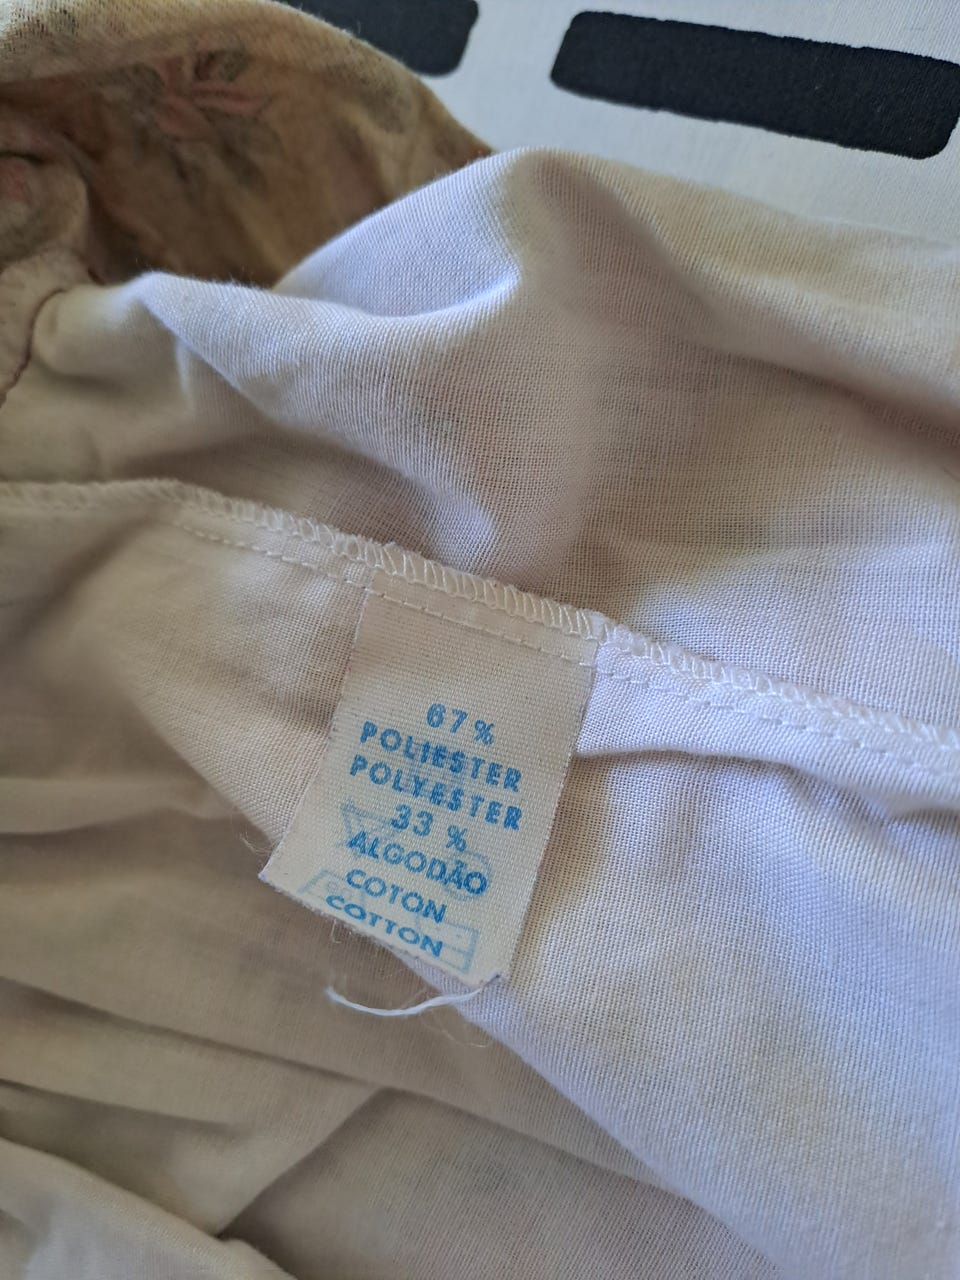 67%
POLIESTER
POLYESTER
33 %
ALGODÃO
COTON
COTTON